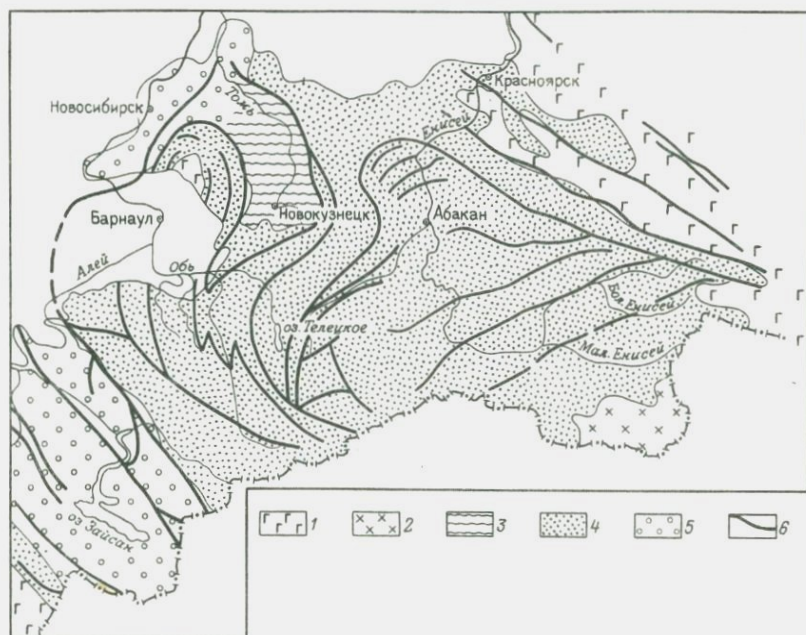 Красноярск
Новосибирск
Томь
Енисей
Новокузнецк
Абакан
Барнаул
Алей
Обь
оз. Телецкое
Бол. Енисей
Мал. Енисей
оз. Зайсан
1 2 3 4 5 6